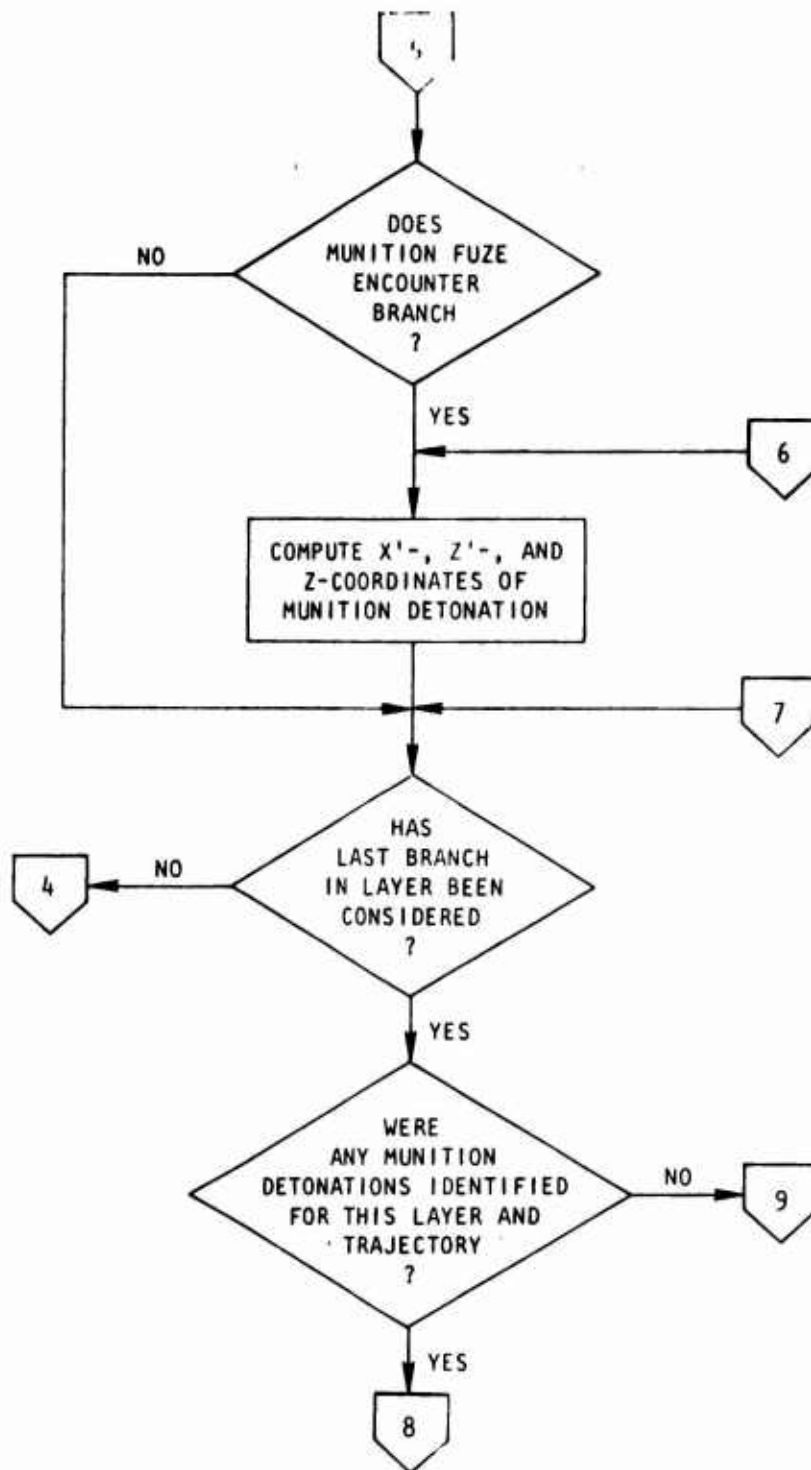 DOES
MUNITION FUZE
ENCOUNTER
BRANCH
?
NO
YES
6
COMPUTE X'-, Z'-, AND
Z-COORDINATES OF
MUNITION DETONATION
7
HAS
LAST BRANCH
IN LAYER BEEN
CONSIDERED
?
NO
4
YES
WERE
ANY MUNITION
DETONATIONS IDENTIFIED
FOR THIS LAYER AND
TRAJECTORY
?
NO
9
YES
8